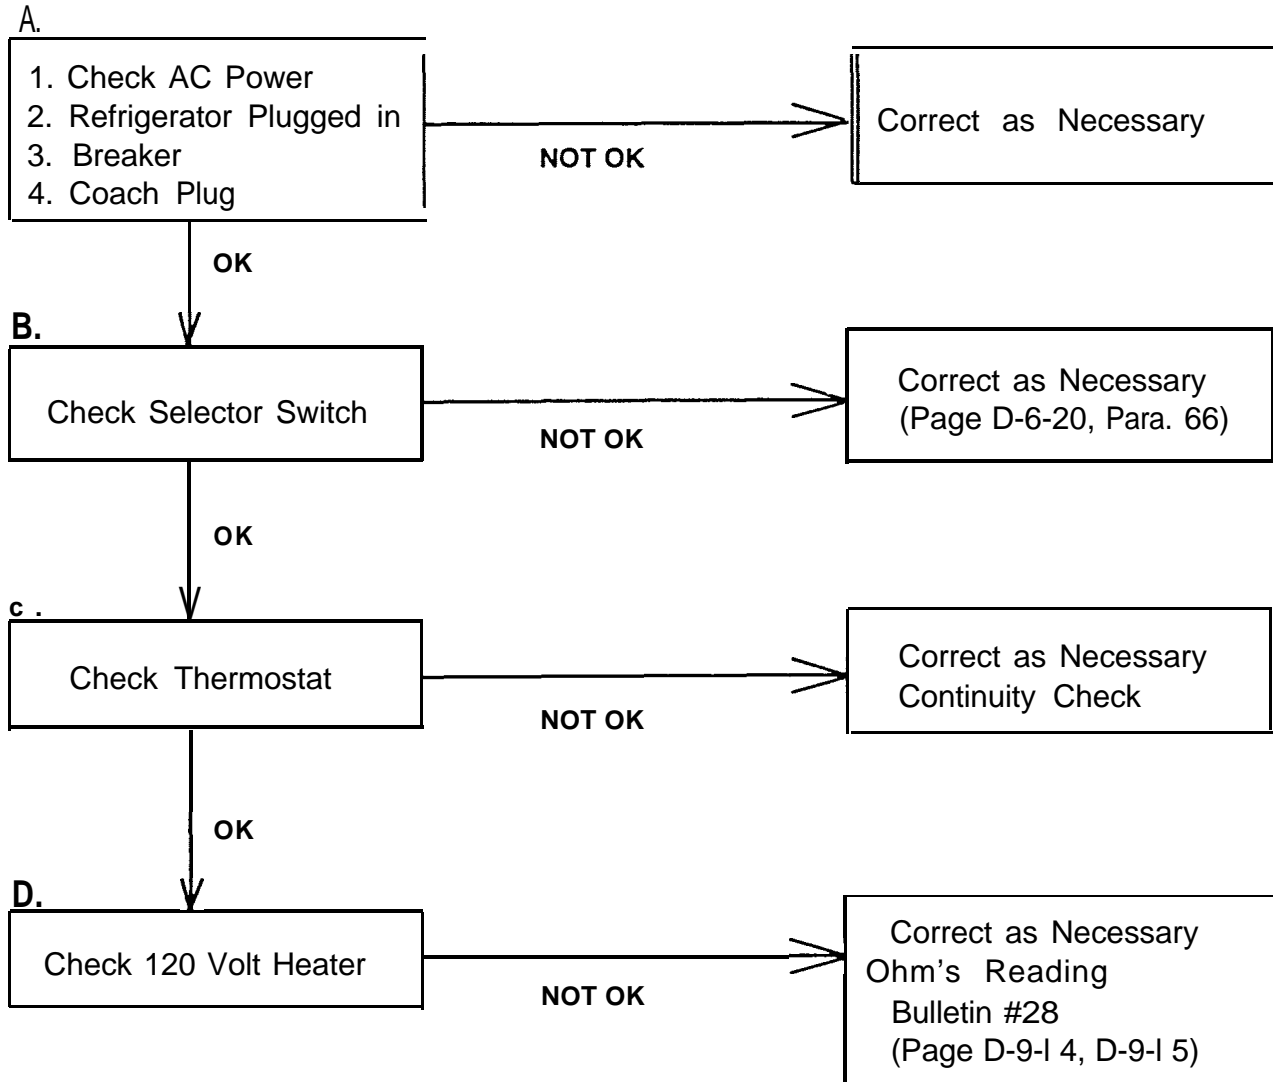 A.
1. Check AC Power
2. Refrigerator Plugged in
3. Breaker
4. Coach Plug
NOT OK
Correct as Necessary
OK
B.
Check Selector Switch
NOT OK
Correct as Necessary
(Page D-6-20, Para. 66)
OK
c .
Check Thermostat
NOT OK
Correct as Necessary
Continuity Check
OK
D.
Check 120 Volt Heater
NOT OK
Correct as Necessary
Ohm's Reading
Bulletin #28
(Page D-9-l 4, D-9-l 5)